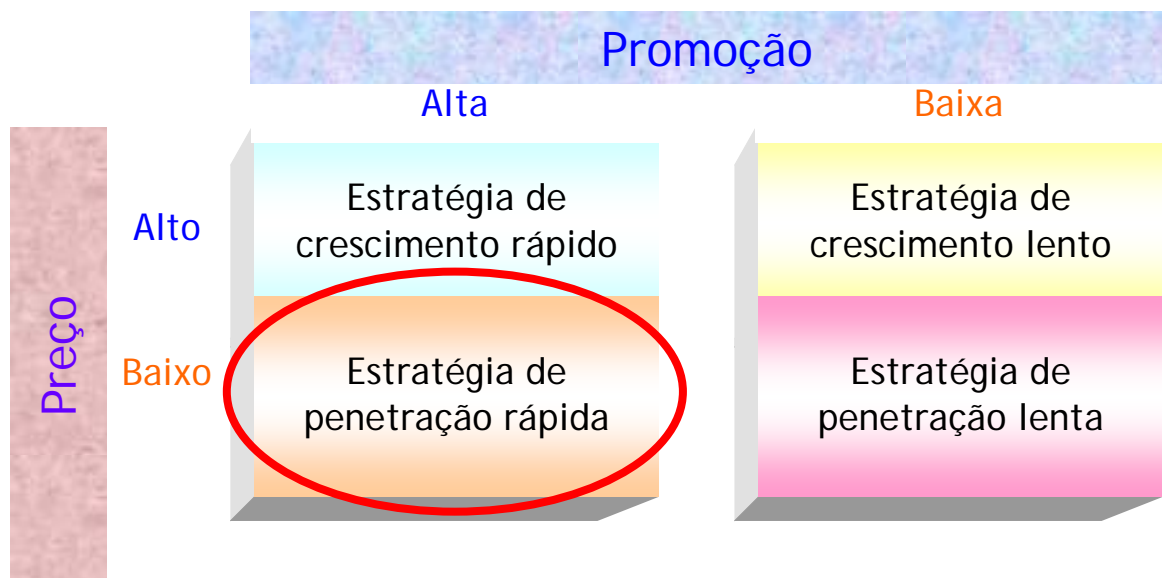 Promoção
Alta
Baixa
Preço
Alto
Estratégia de
crescimento rápido
Estratégia de
crescimento lento
Baixo
Estratégia de
penetração rápida
Estratégia de
penetração lenta